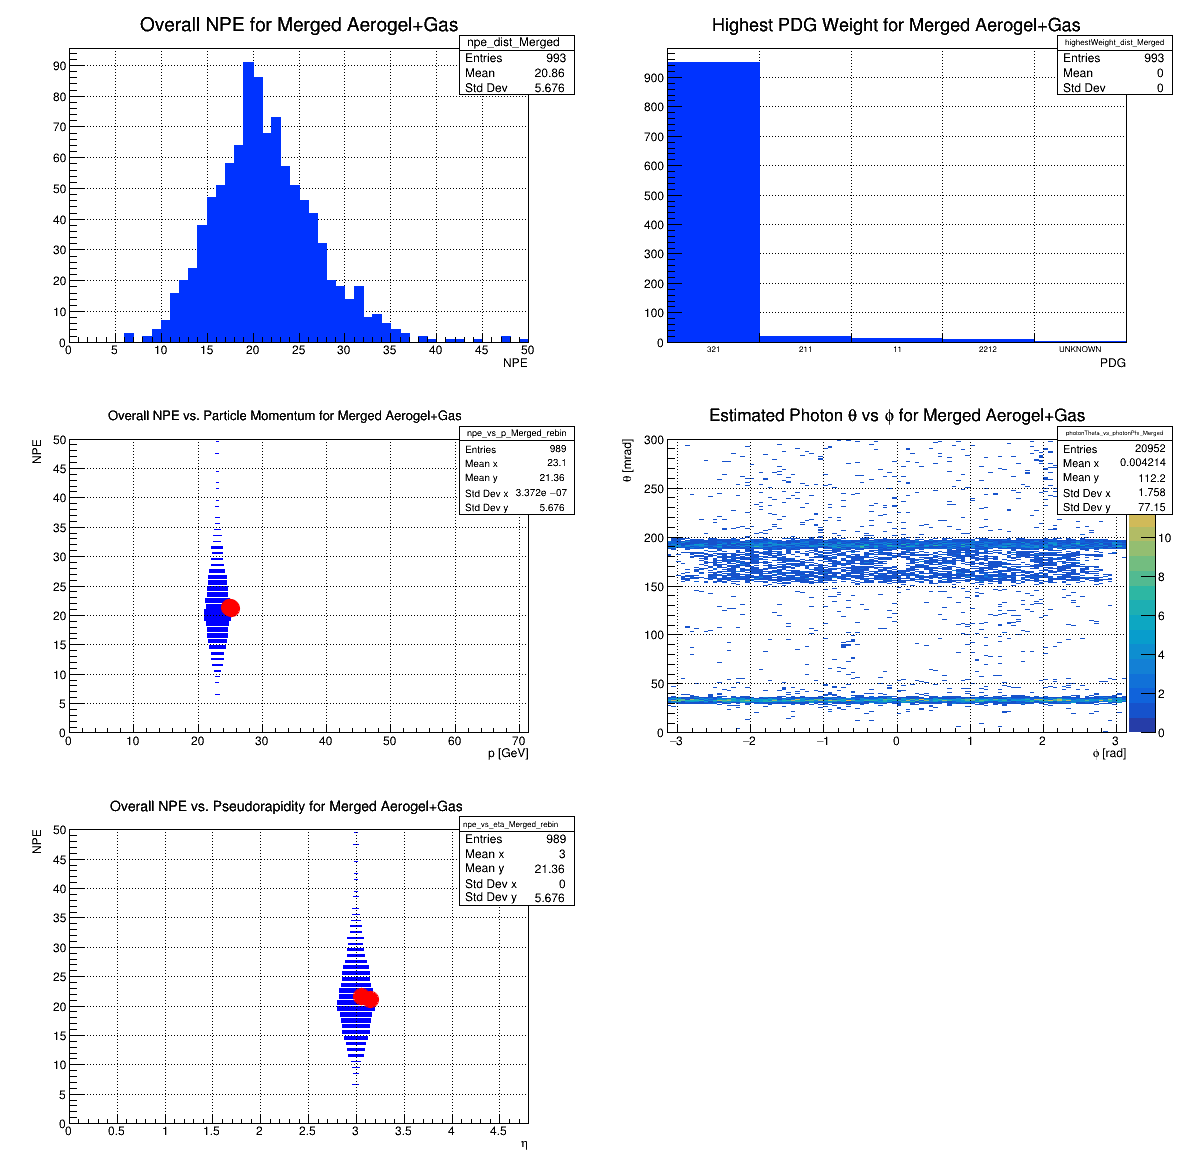 Overall NPE for Merged Aerogel+Gas
npe_dist_Merged
Entries 993
Mean 20.86
Std Dev 5.676
90
80
70
60
50
40
30
20
10
0
0 5 10 15 20 25 30 35 40 45 50
NPE
Highest PDG Weight for Merged Aerogel+Gas
highestWeight_dist_Merged
Entries 993
Mean 0
Std Dev 0
900
800
700
600
500
400
300
200
100
0
321 211 11 2212 UNKNOWN
PDG
Overall NPE vs. Particle Momentum for Merged Aerogel+Gas
npe_vs_p_Merged_rebin
Entries 989
Mean x 23.1
Mean y 21.36
Std Dev x 3.372e −07
Std Dev y 5.676
NPE
50
45
40
35
30
25
20
15
10
5
0
0 10 20 30 40 50 60 70
p [GeV]
Estimated Photon θ vs ϕ for Merged Aerogel+Gas
photonTheta_vs_photonPhi_Merged
Entries 20952
Mean x 0.004214
Mean y 112.2
Std Dev x 1.758
Std Dev y 77.15
θ [mrad]
300
250
200
150
100
50
0
−3 −2 −1 0 1 2 3
ϕ [rad]
10
8
6
4
2
0
Overall NPE vs. Pseudorapidity for Merged Aerogel+Gas
npe_vs_eta_Merged_rebin
Entries 989
Mean x 3
Mean y 21.36
Std Dev x 0
Std Dev y 5.676
NPE
50
45
40
35
30
25
20
15
10
5
0
0 0.5 1 1.5 2 2.5 3 3.5 4 4.5
η